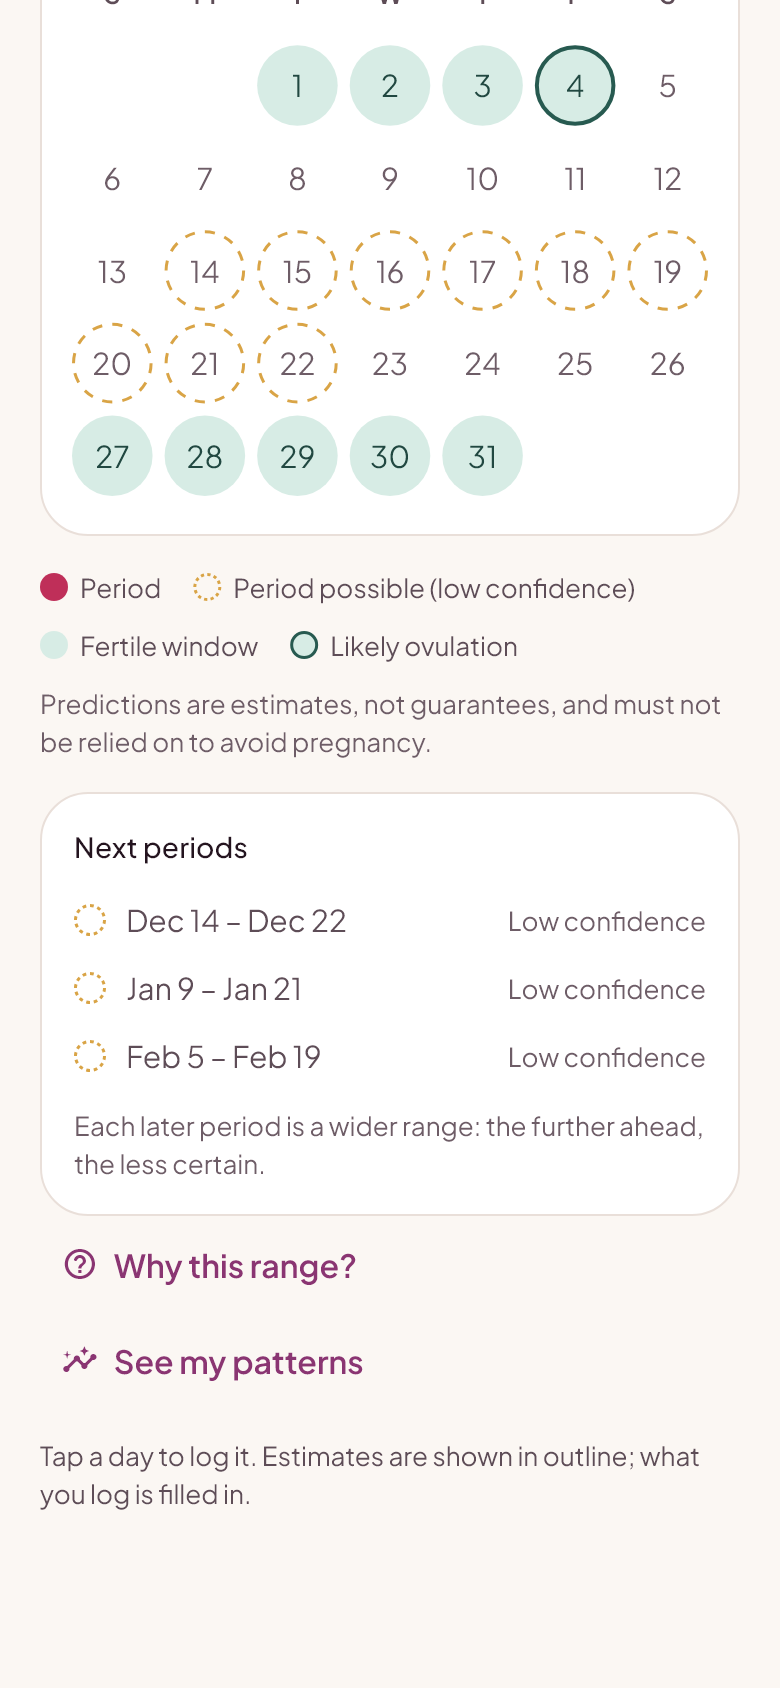 1 2 3 4 5
6 7 8 9 10 11 12
13 14 15 16 17 18 19
20 21 22 23 24 25 26
27 28 29 30 31
Period Period possible (low confidence)
Fertile window Likely ovulation
Predictions are estimates, not guarantees, and must not
be relied on to avoid pregnancy.
Next periods
Dec 14 – Dec 22 Low confidence
Jan 9 – Jan 21 Low confidence
Feb 5 – Feb 19 Low confidence
Each later period is a wider range: the further ahead,
the less certain.
Why this range?
See my patterns
Tap a day to log it. Estimates are shown in outline; what
you log is filled in.